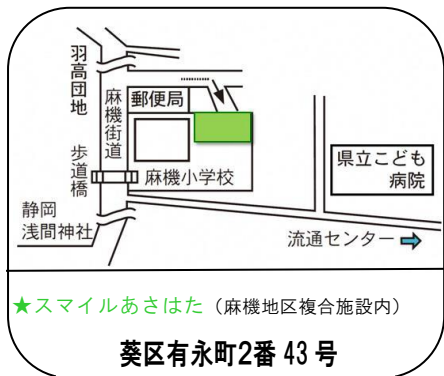 羽高団地
麻機街道
郵便局
歩道橋
麻機小学校
県立こども
病院
静岡
浅間神社
流通センター
★スマイルあさはた（麻機地区複合施設内）
葵区有永町2番 43 号